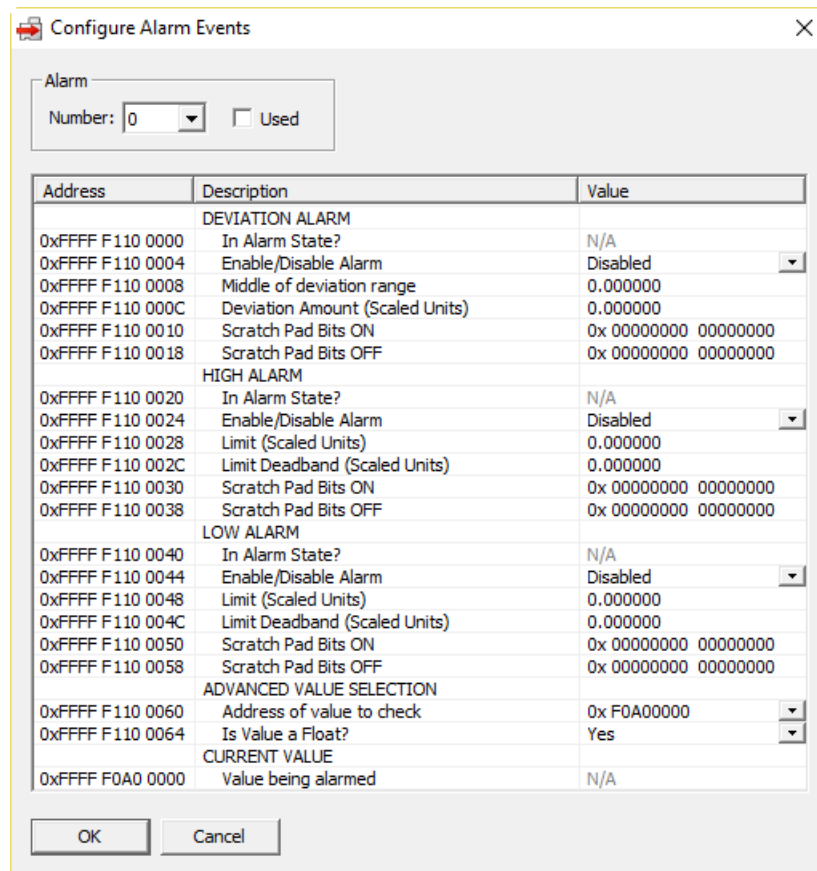 Configure Alarm Events
Alarm
Number: 0 Used
Address Description Value
DEVIATION ALARM
0xFFFF F110 0000 In Alarm State? N/A
0xFFFF F110 0004 Enable/Disable Alarm Disabled
0xFFFF F110 0008 Middle of deviation range 0.000000
0xFFFF F110 000C Deviation Amount (Scaled Units) 0.000000
0xFFFF F110 0010 Scratch Pad Bits ON 0x 00000000 00000000
0xFFFF F110 0018 Scratch Pad Bits OFF 0x 00000000 00000000
HIGH ALARM
0xFFFF F110 0020 In Alarm State? N/A
0xFFFF F110 0024 Enable/Disable Alarm Disabled
0xFFFF F110 0028 Limit (Scaled Units) 0.000000
0xFFFF F110 002C Limit Deadband (Scaled Units) 0.000000
0xFFFF F110 0030 Scratch Pad Bits ON 0x 00000000 00000000
0xFFFF F110 0038 Scratch Pad Bits OFF 0x 00000000 00000000
LOW ALARM
0xFFFF F110 0040 In Alarm State? N/A
0xFFFF F110 0044 Enable/Disable Alarm Disabled
0xFFFF F110 0048 Limit (Scaled Units) 0.000000
0xFFFF F110 004C Limit Deadband (Scaled Units) 0.000000
0xFFFF F110 0050 Scratch Pad Bits ON 0x 00000000 00000000
0xFFFF F110 0058 Scratch Pad Bits OFF 0x 00000000 00000000
ADVANCED VALUE SELECTION
0xFFFF F110 0060 Address of value to check 0x F0A00000
0xFFFF F110 0064 Is Value a Float? Yes
CURRENT VALUE
0xFFFF F0A0 0000 Value being alarmed N/A
OK Cancel